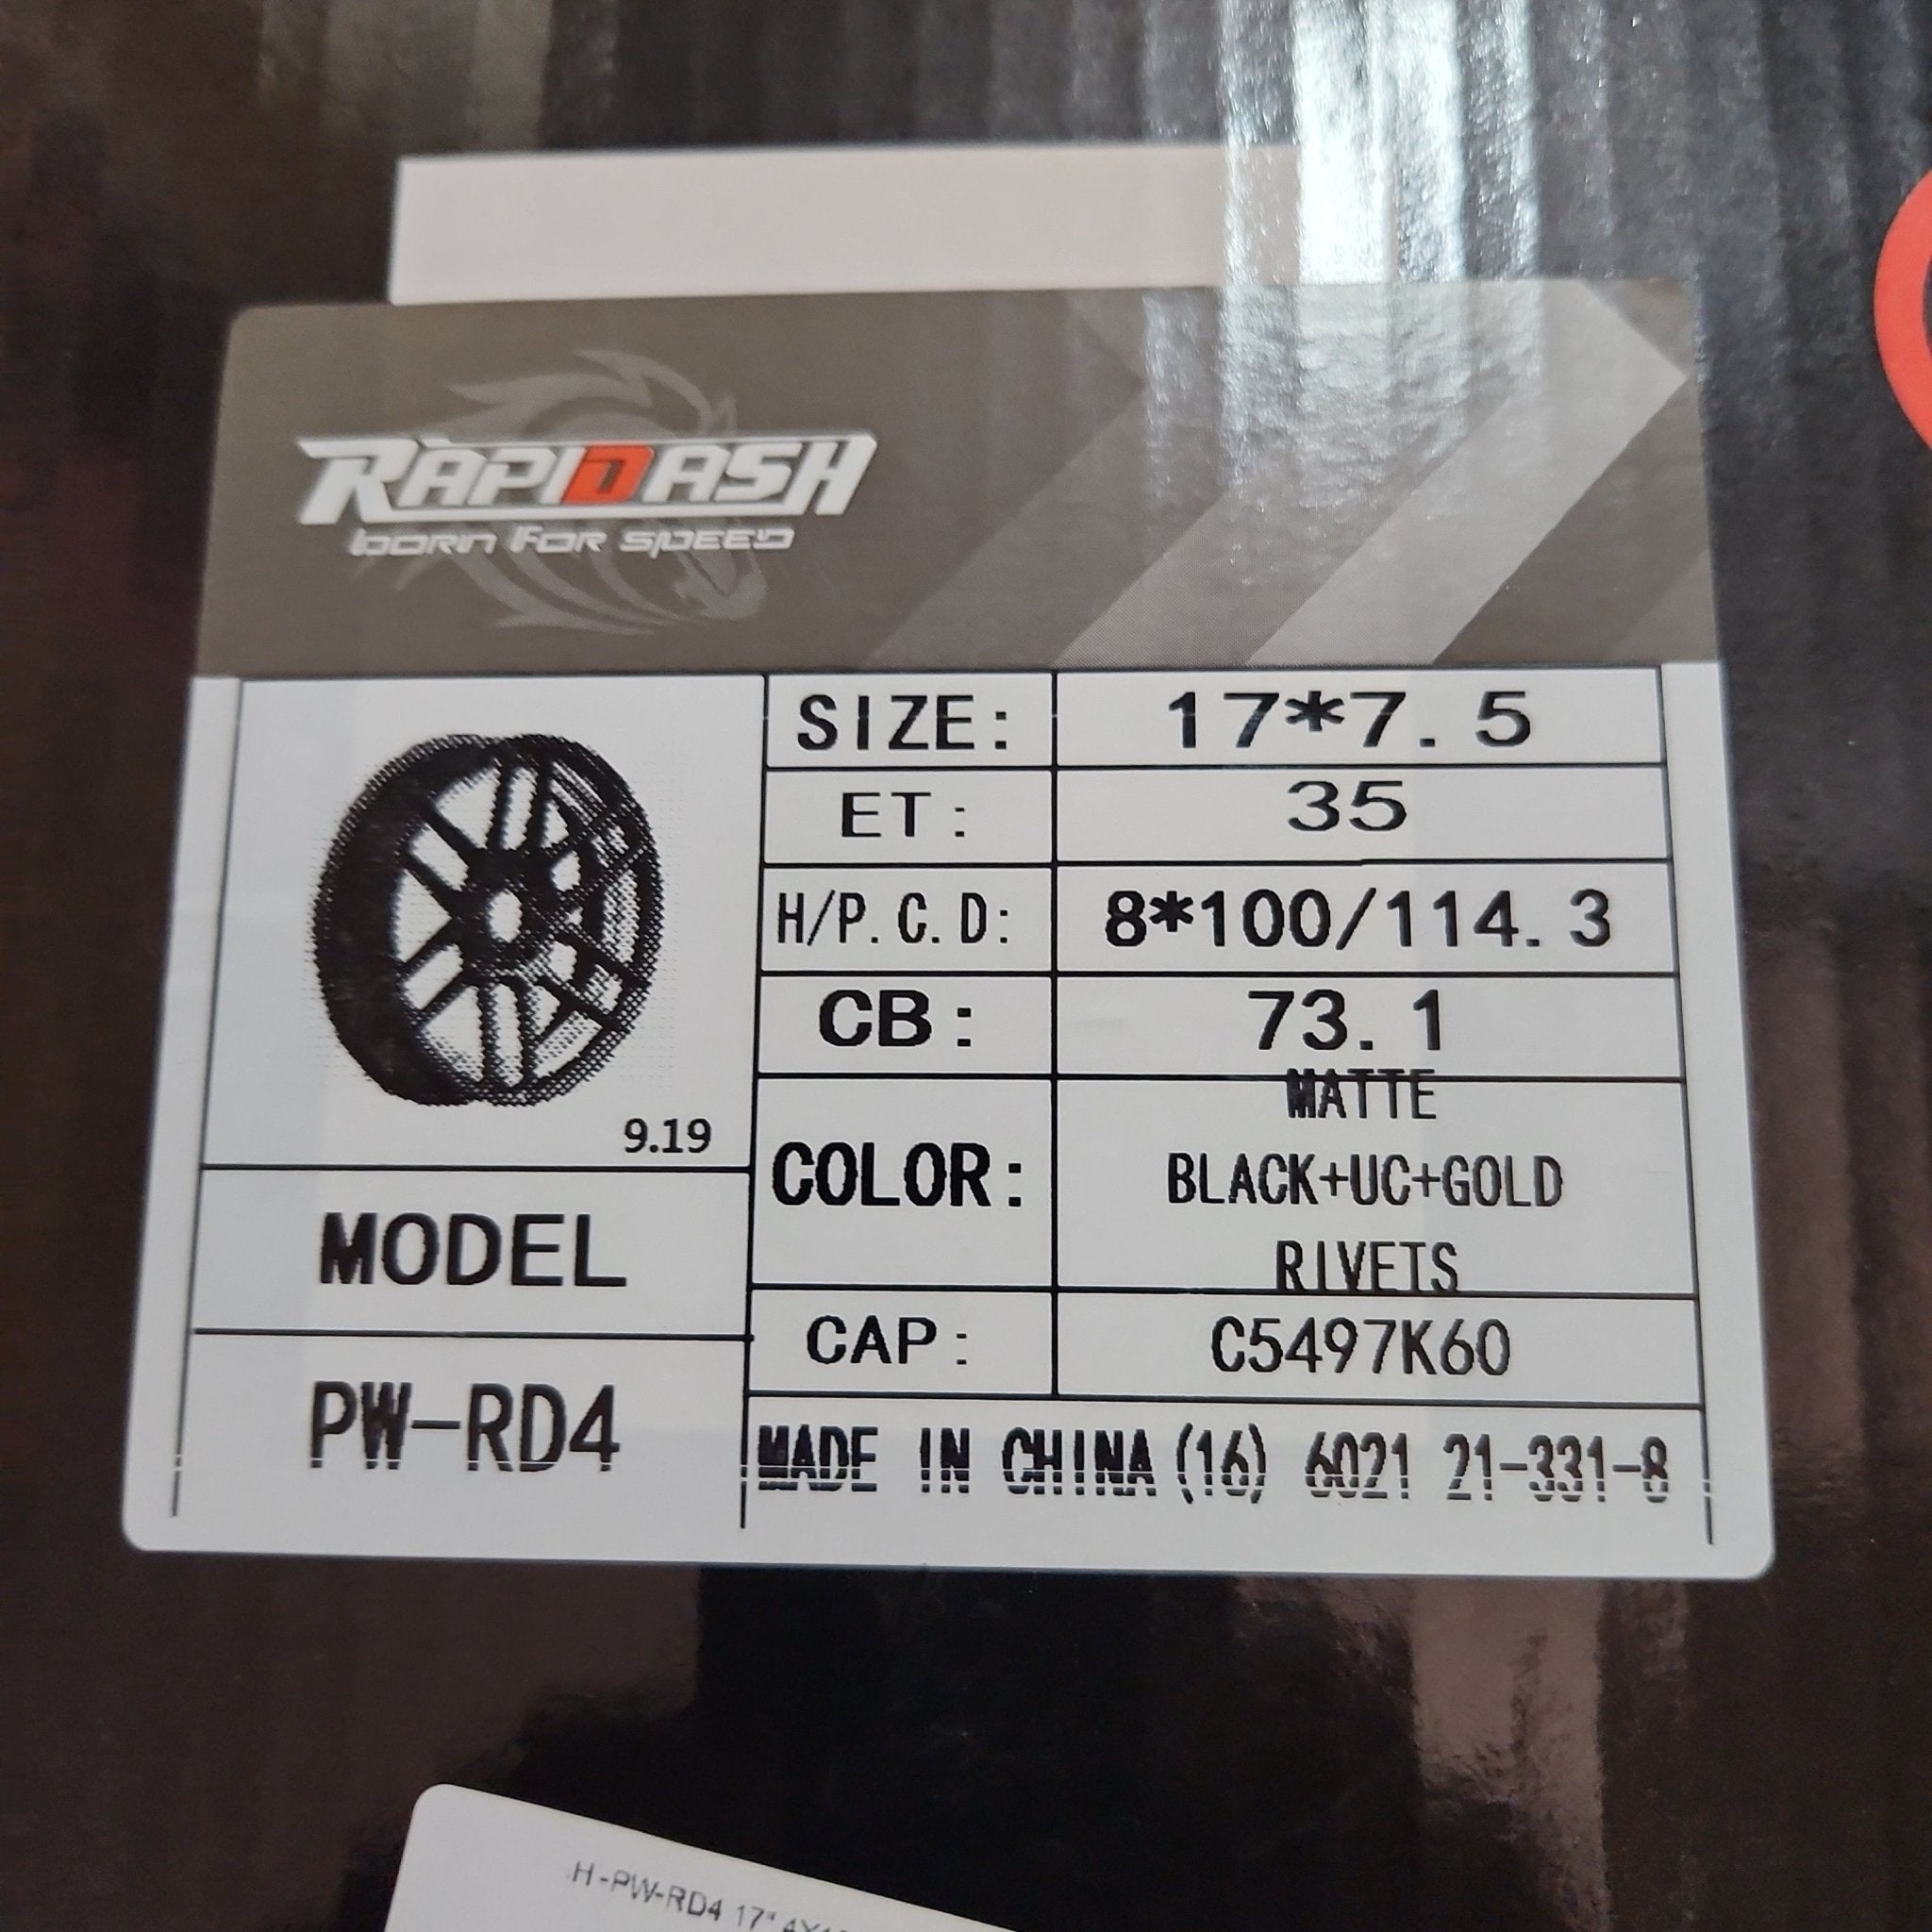 RAPIDASH
BORN FOR SPEED
SIZE: 17*7.5
ET: 35
H/P.C.D: 8*100/114.3
CB: 73.1
9.19
COLOR: MATTE
BLACK+UC+GOLD
RIVETS
MODEL
CAP: C5497K60
PW-RD4
MADE IN CHINA(16) 6021 21-331-8
H-PW-RD4 17"